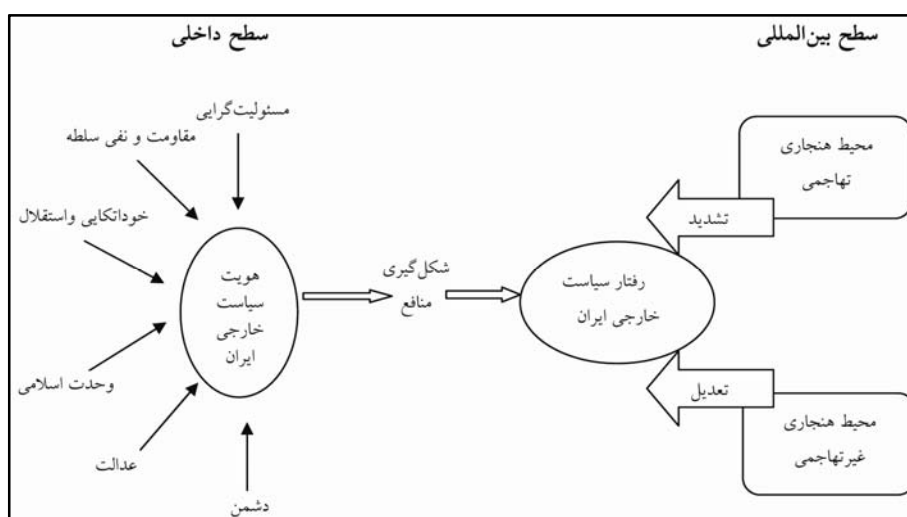 سطح بین‌المللی
سطح داخلی
مسئولیت‌گرایی
مقاومت و نفی سلطه
خوداتکایی واستقلال
وحدت اسلامی
عدالت
دشمن
هویت
سیاست
خارجی
ایران
شکل‌گیری
منافع
رفتار سیاست
خارجی ایران
تشدید
تعدیل
محیط هنجاری
تهاجمی
محیط هنجاری
غیرتهاجمی